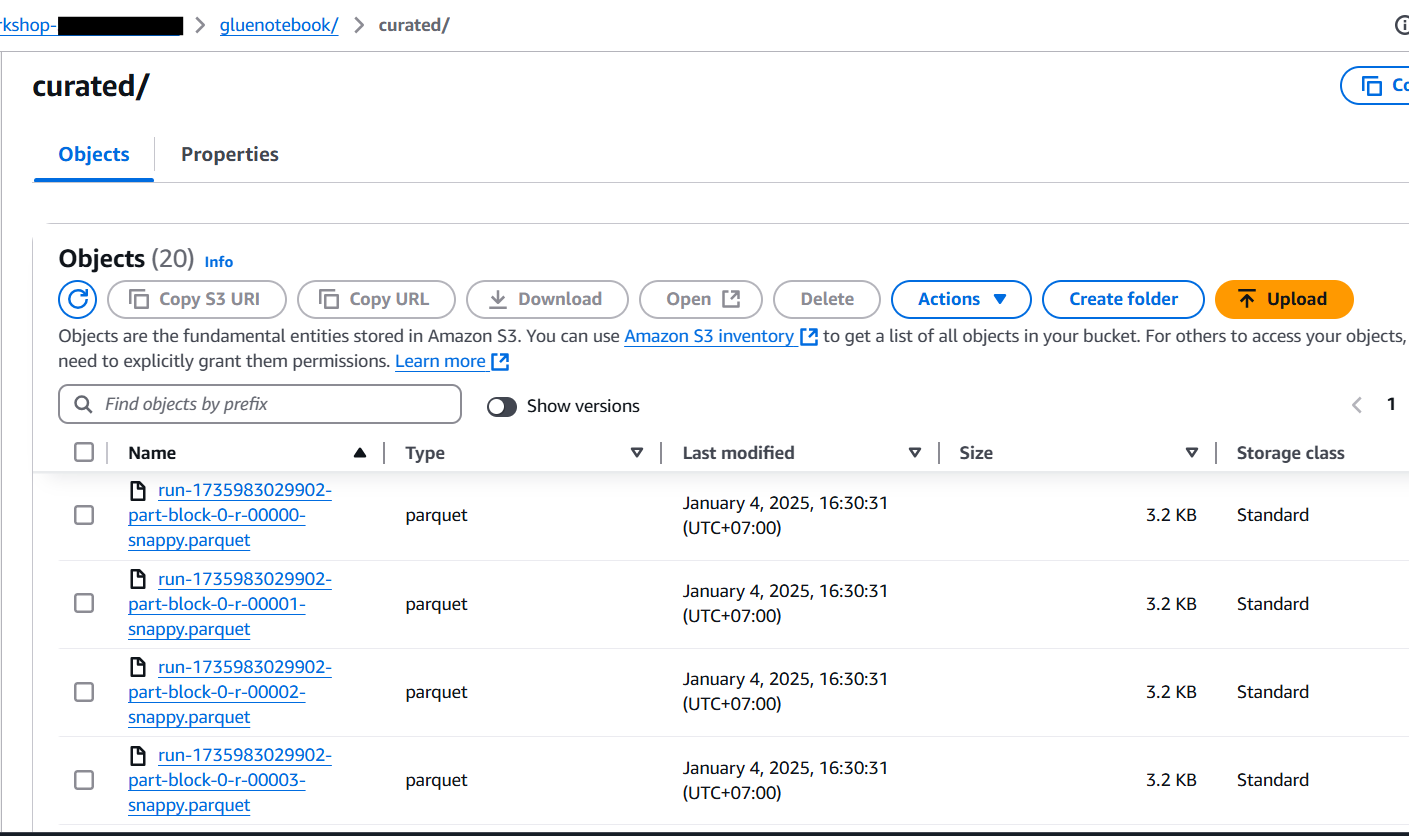 rkshop- > gluenotebook/ > curated/
curated/
Co
Objects
Properties
Objects (20) Info
Copy S3 URI
Copy URL
Download
Open
Delete
Actions
Create folder
Upload
Objects are the fundamental entities stored in Amazon S3. You can use Amazon S3 inventory to get a list of all objects in your bucket. For others to access your objects,
need to explicitly grant them permissions. Learn more
Find objects by prefix
Show versions
1
Name
Type
Last modified
Size
Storage class
run-1735983029902-
part-block-0-r-00000-
snappy.parquet
parquet
January 4, 2025, 16:30:31
(UTC+07:00)
3.2 KB
Standard
run-1735983029902-
part-block-0-r-00001-
snappy.parquet
parquet
January 4, 2025, 16:30:31
(UTC+07:00)
3.2 KB
Standard
run-1735983029902-
part-block-0-r-00002-
snappy.parquet
parquet
January 4, 2025, 16:30:31
(UTC+07:00)
3.2 KB
Standard
run-1735983029902-
part-block-0-r-00003-
snappy.parquet
parquet
January 4, 2025, 16:30:31
(UTC+07:00)
3.2 KB
Standard